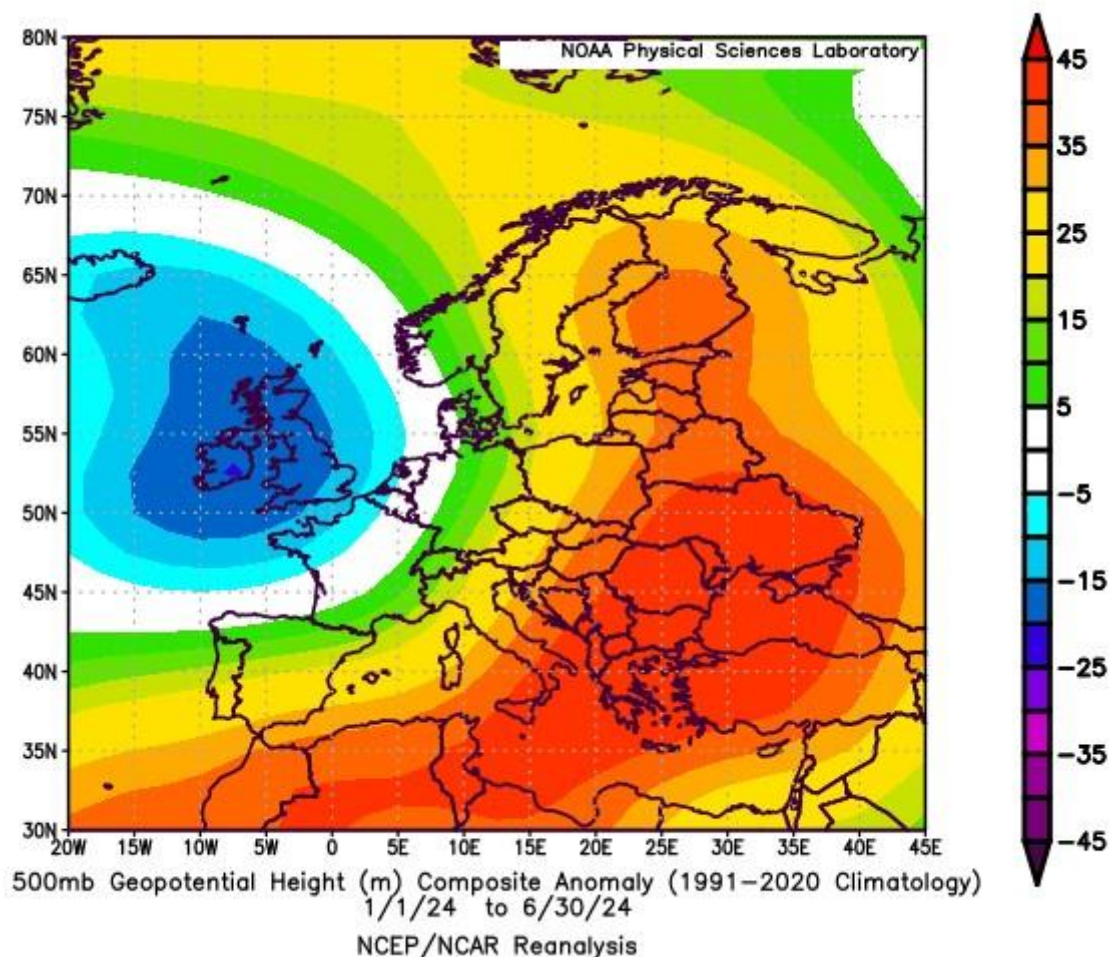 NOAA Physical Sciences Laboratory
80N
75N
70N
65N
60N
55N
50N
45N
40N
35N
30N
20W 15W 10W 5W 0 5E 10E 15E 20E 25E 30E 35E 40E 45E
45
35
25
15
5
-5
-15
-25
-35
-45
500mb Geopotential Height (m) Composite Anomaly (1991-2020 Climatology)
1/1/24 to 6/30/24
NCEP/NCAR Reanalysis